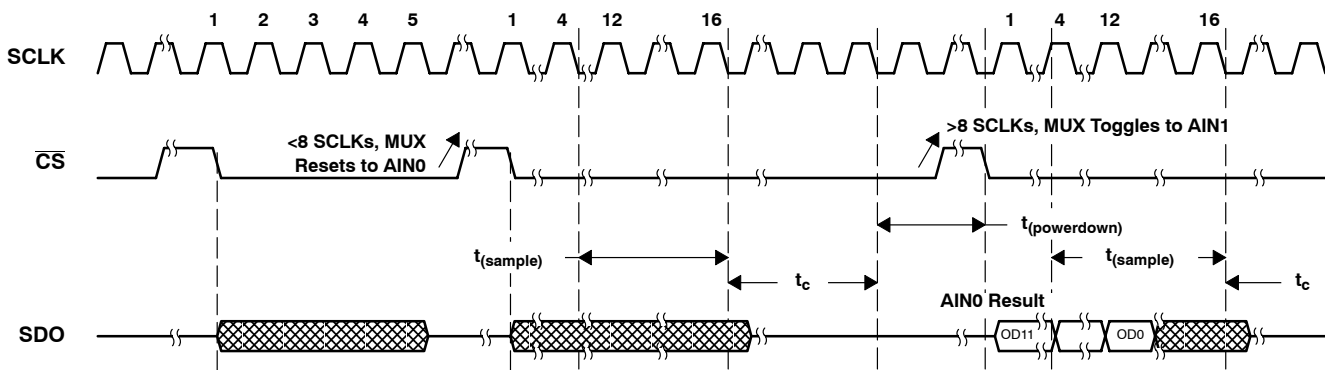 1 2 3 4 5 1 4 12 16 1 4 12 16
SCLK
<8 SCLKs, MUX
Resets to AIN0
>8 SCLKs, MUX Toggles to AIN1
CS
t(powerdown)
t(sample)
t(sample)
tc
tc
AIN0 Result
SDO
OD11
OD0